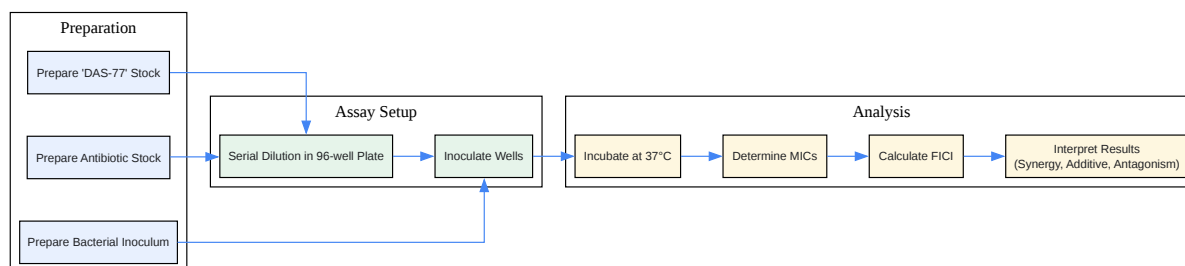 Preparation
Prepare 'DAS-77' Stock
Prepare Antibiotic Stock
Prepare Bacterial Inoculum
Assay Setup
Serial Dilution in 96-well Plate
Inoculate Wells
Analysis
Incubate at 37°C
Determine MICs
Calculate FICI
Interpret Results
(Synergy, Additive, Antagonism)